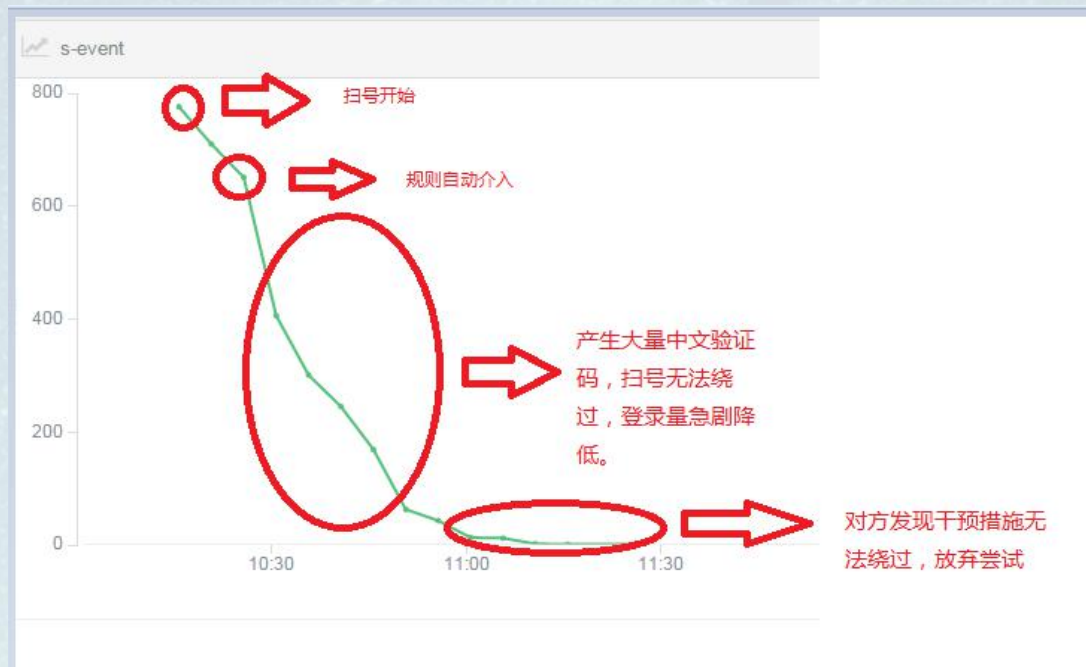 s-event
800
扫号开始
规则自动介入
600
400
产生大量中文验证
码，扫号无法绕
过，登录量急剧降
低。
200
对方发现干预措施无
法绕过，放弃尝试
0
10:30
11:00
11:30